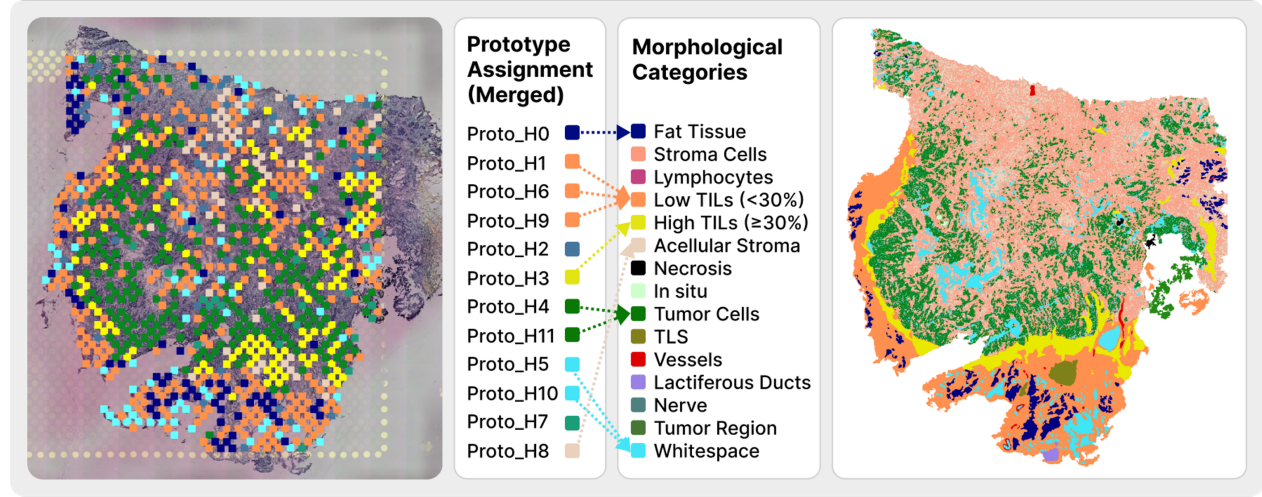 Prototype
Assignment
(Merged)
Proto_H0
Proto_H1
Proto_H6
Proto_H9
Proto_H2
Proto_H3
Proto_H4
Proto_H11
Proto_H5
Proto_H10
Proto_H7
Proto_H8
Morphological
Categories
Fat Tissue
Stroma Cells
Lymphocytes
Low TILs (<30%)
High TILs (≥30%)
Acellular Stroma
Necrosis
In situ
Tumor Cells
TLS
Vessels
Lactiferous Ducts
Nerve
Tumor Region
Whitespace